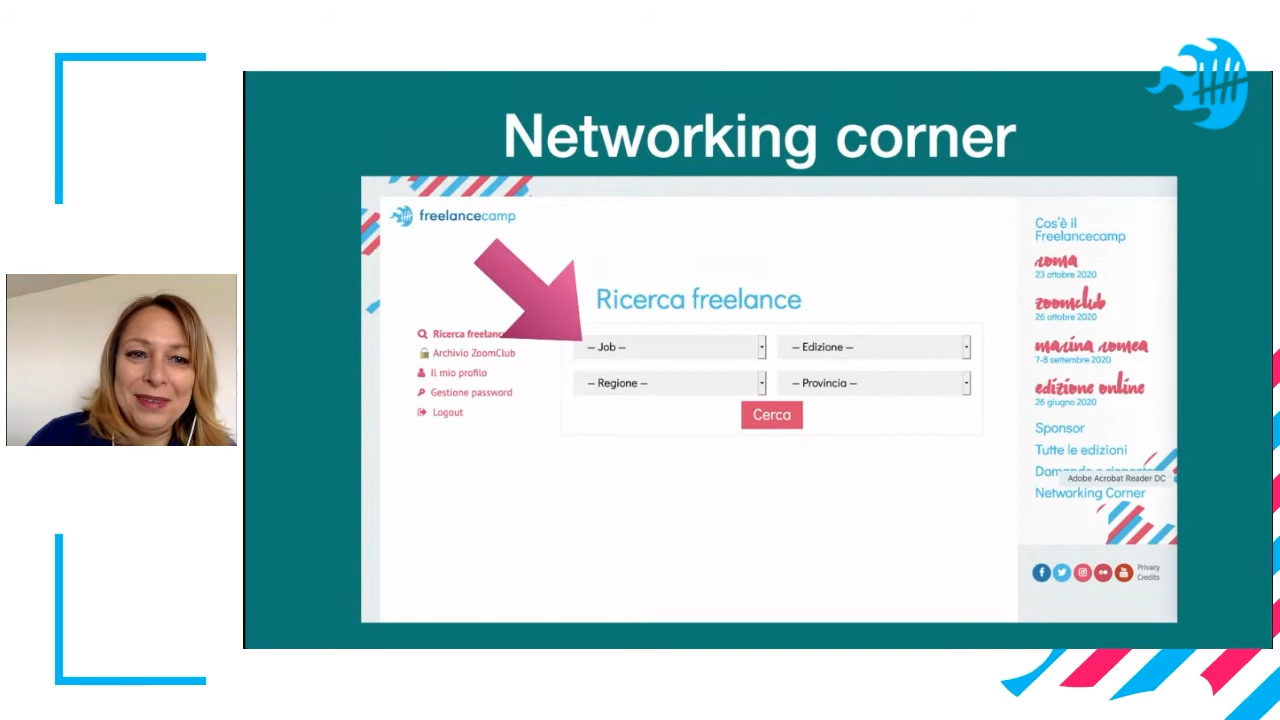 Networking corner
freelancecamp
Ricerca freelance
Ricerca freelanc
Archivio ZoomClub
Il mio profilo
Gestione password
Logout
— Job —
— Edizione —
— Regione —
— Provincia —
Cerca
Cos'è il
Freelancecamp
roma
23 ottobre 2020
zoomclub
26 ottobre 2020
marina romea
7-8 settembre 2020
edizione online
26 giugno 2020
Sponsor
Tutte le edizioni
Adobe Acrobat Reader DC
Networking Corner
Privacy
Credits